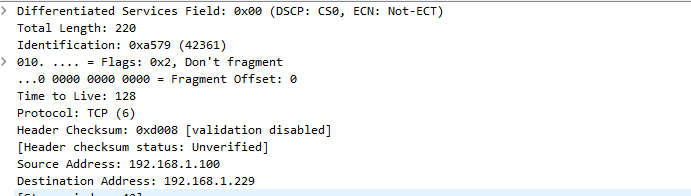 Differentiated Services Field: 0x00 (DSCP: CS0, ECN: Not-ECT)
Total Length: 220
Identification: 0xa579 (42361)
010. .... = Flags: 0x2, Don't fragment
...0 0000 0000 0000 = Fragment Offset: 0
Time to Live: 128
Protocol: TCP (6)
Header Checksum: 0xd008 [validation disabled]
[Header checksum status: Unverified]
Source Address: 192.168.1.100
Destination Address: 192.168.1.229